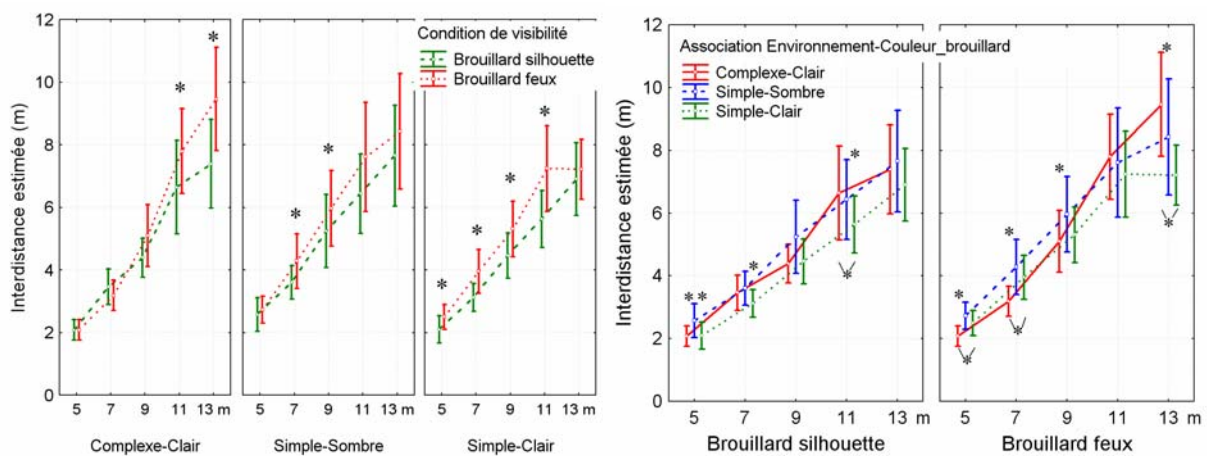 Interdistance estimée (m)
12
10
8
6
4
2
0
Condition de visibilité
Brouillard silhouette
Brouillard feux
*
*
*
*
*
*
*
*
5 7 9 11 13 m
5 7 9 11 13 m
5 7 9 11 13 m
Complexe-Clair
Simple-Sombre
Simple-Clair
Interdistance estimée (m)
12
10
8
6
4
2
0
Association Environnement-Couleur_brouillard
Complexe-Clair
Simple-Sombre
Simple-Clair
* *
*
*
*
*
*
*
*
*
*
*
5 7 9 11 13
5 7 9 11 13
Brouillard silhouette
Brouillard feux